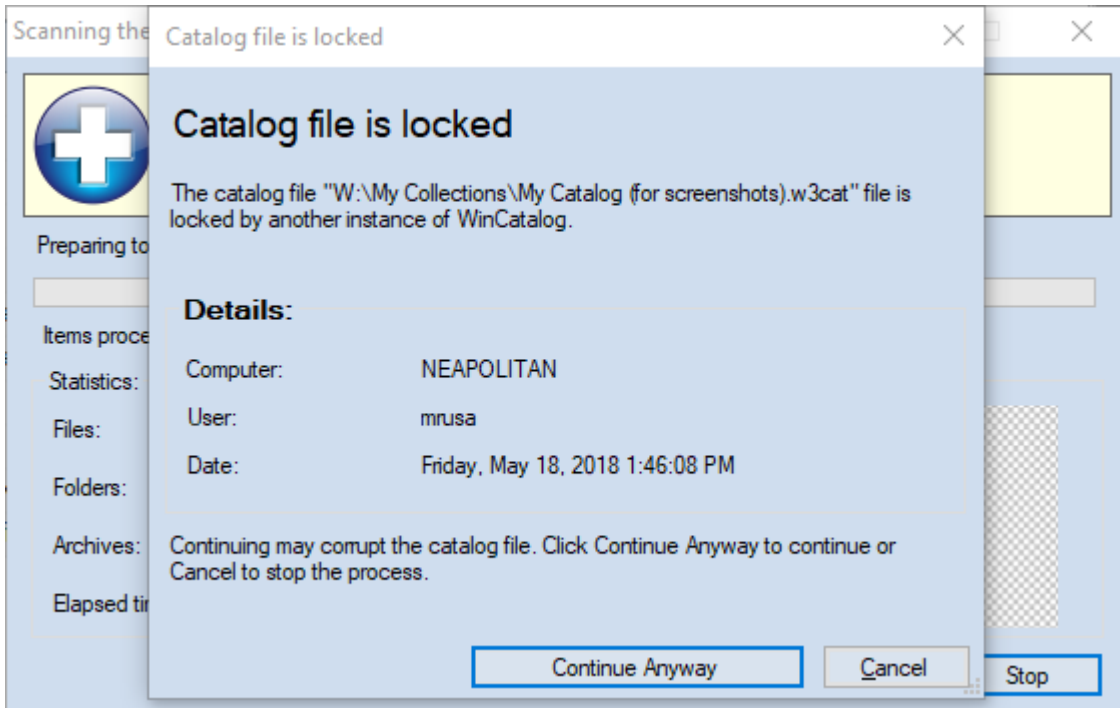 Scanning the
Catalog file is locked
Catalog file is locked
The catalog file "W:\My Collections\My Catalog (for screenshots).w3cat" file is
locked by another instance of WinCatalog.
Preparing to
Details:
Items proce
Computer: NEAPOLITAN
Statistics:
User: mrusa
Files:
Date: Friday, May 18, 2018 1:46:08 PM
Folders:
Archives:
Continuing may corrupt the catalog file. Click Continue Anyway to continue or
Cancel to stop the process.
Elapsed tir
Continue Anyway
Cancel
Stop